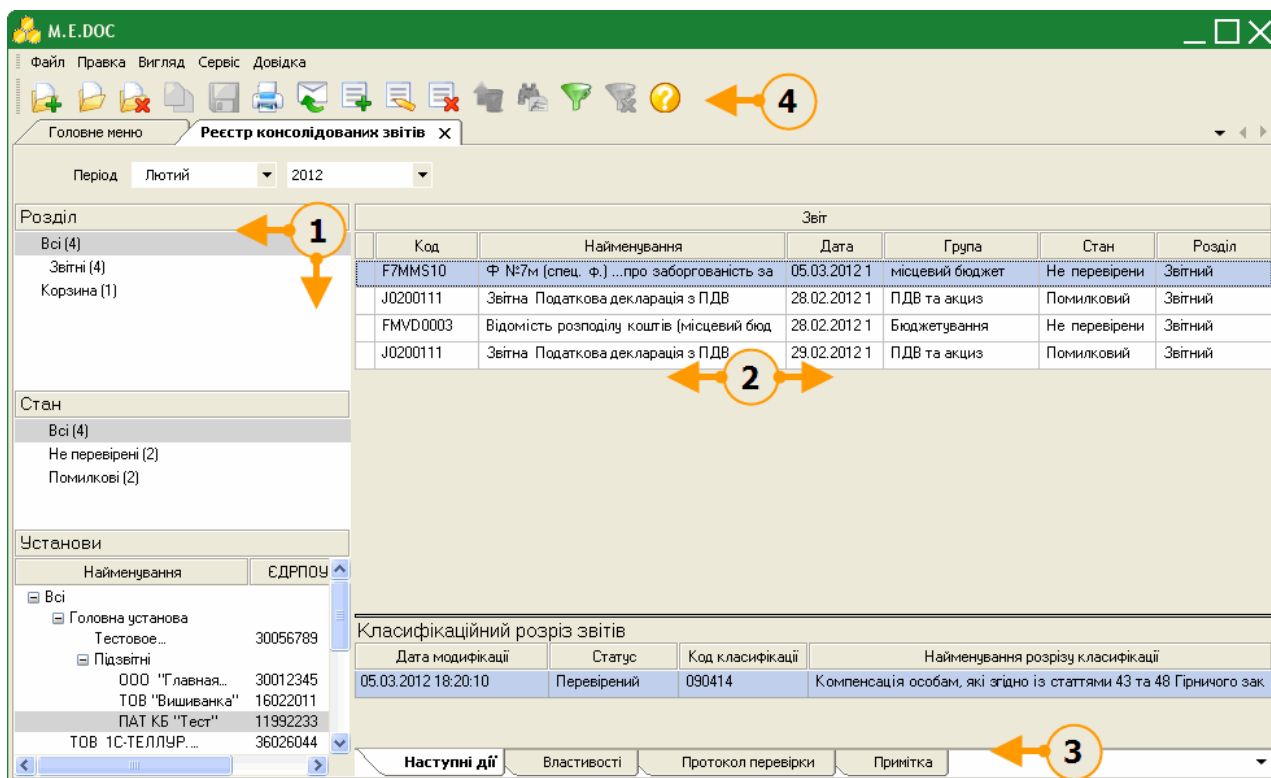 M.E.DOC
Файл Правка Вигляд Сервіс Довідка
4
Головне меню Реєстр консолідованих звітів
Період Лютий 2012
Розділ
1
Всі (4)
Звітні (4)
Корзина (1)
Звіт
Код Найменування Дата Група Стан Розділ
F7MMS10 Ф №7м (спец. ф.) ...про заборгованість за 05.03.2012 1 місцевий бюджет Не перевірени Звітний
J0200111 Звітна Податкова декларація з ПДВ 28.02.2012 1 ПДВ та акциз Помилковий Звітний
FMVD0003 Відомість розподілу коштів (місцевий бюд 28.02.2012 1 Бюджетування Не перевірени Звітний
J0200111 Звітна Податкова декларація з ПДВ 29.02.2012 1 ПДВ та акциз Помилковий Звітний
2
Стан
Всі (4)
Не перевірені (2)
Помилкові (2)
Установи
Найменування ЄДРПОУ
Всі
Головна установа
Тестовое... 30056789
Підзвітні
ООО "Главная... 30012345
ТОВ "Вишиванка" 16022011
ПАТ КБ "Тест" 11992233
ТОВ 1С-ТЕЛЛУР.... 36026044
Класифікаційний розріз звітів
Дата модифікації Статус Код класифікації Найменування розрізу класифікації
05.03.2012 18:20:10 Перевірений 090414 Компенсація особам, які згідно із статтями 43 та 48 Гірничого зак
3
Наступні дії Властивості Протокол перевірки Примітка